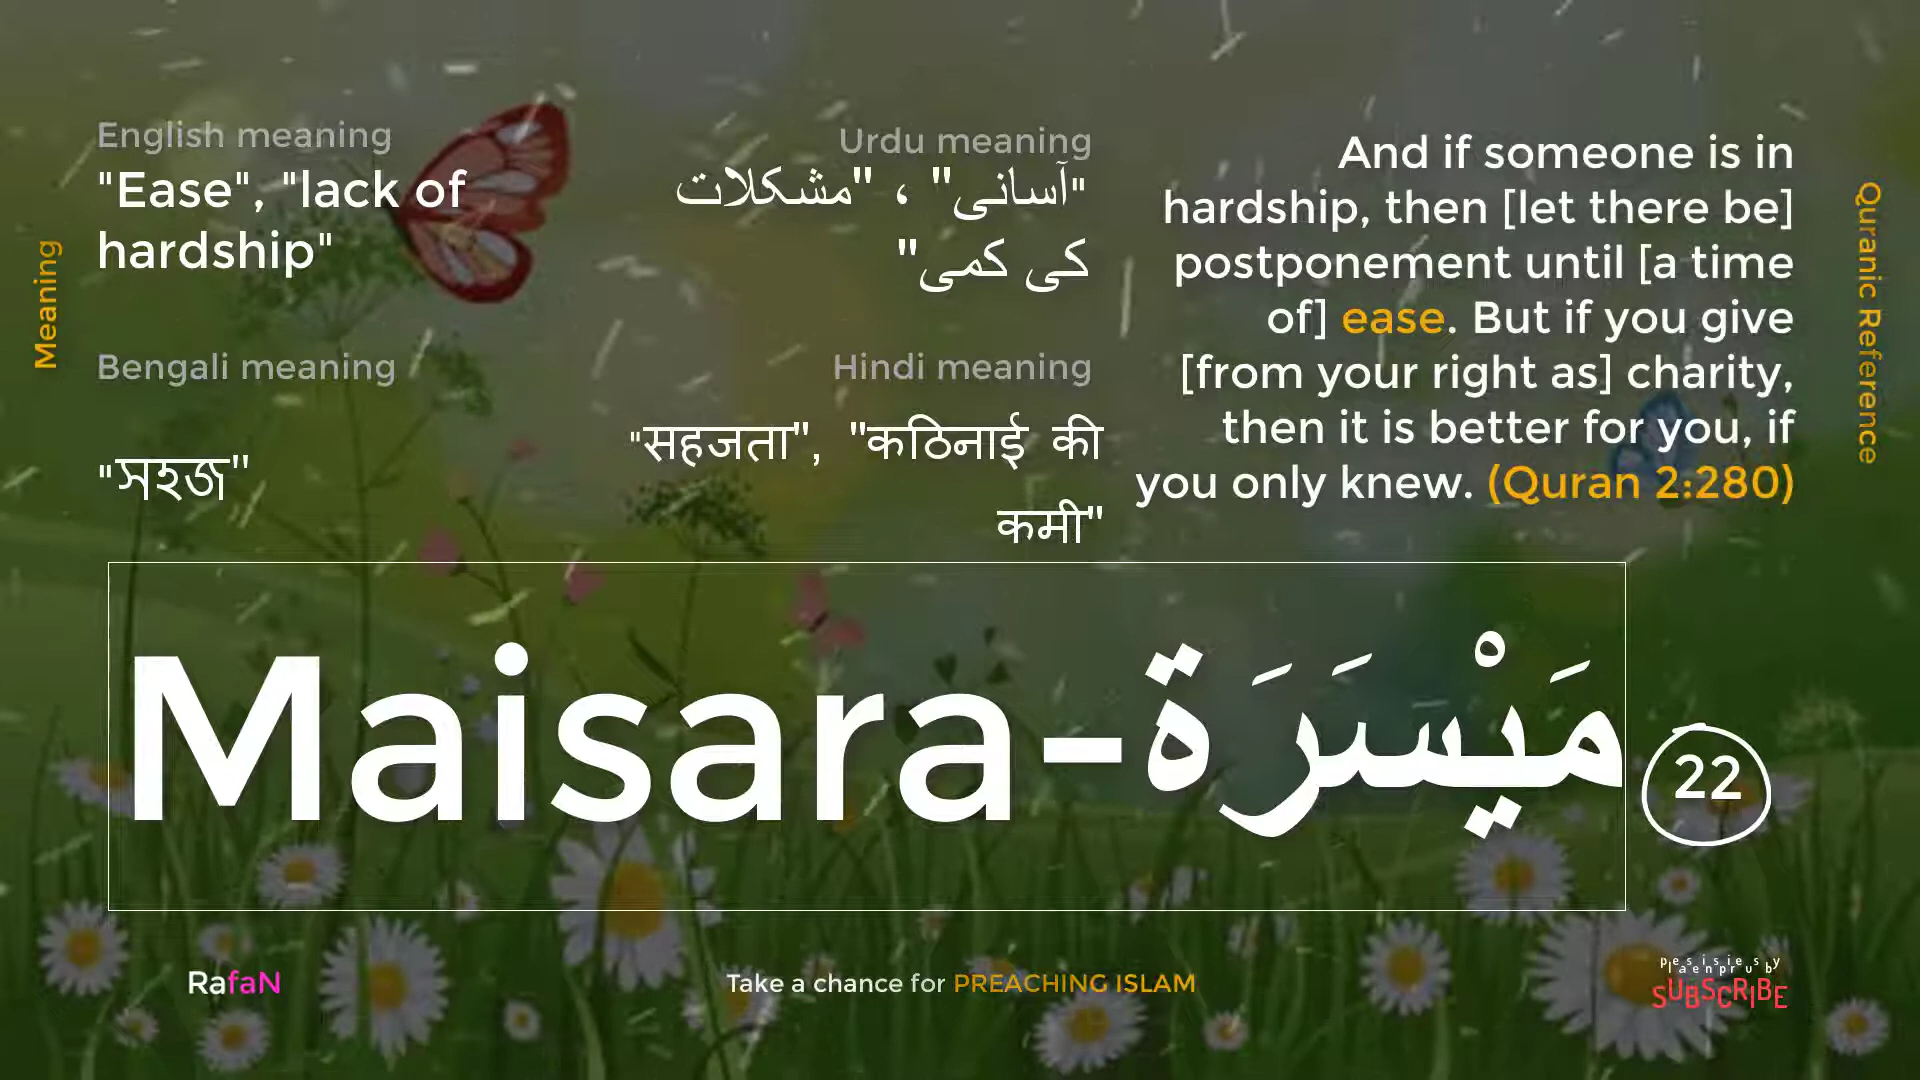 Meaning
English meaning
"Ease", "lack of
hardship"
Urdu meaning
"آسانی" ، "مشکلات
کی کمی"
Bengali meaning
"সহজ"
Hindi meaning
"सहजता", "कठिनाई की
कमी"
And if someone is in
hardship, then [let there be]
postponement until [a time
of] ease. But if you give
[from your right as] charity,
then it is better for you, if
you only knew. (Quran 2:280)
Quranic Reference
Maisara-مَيْسَرَة
22
RafaN
Take a chance for PREACHING ISLAM
SUBSCRIBE